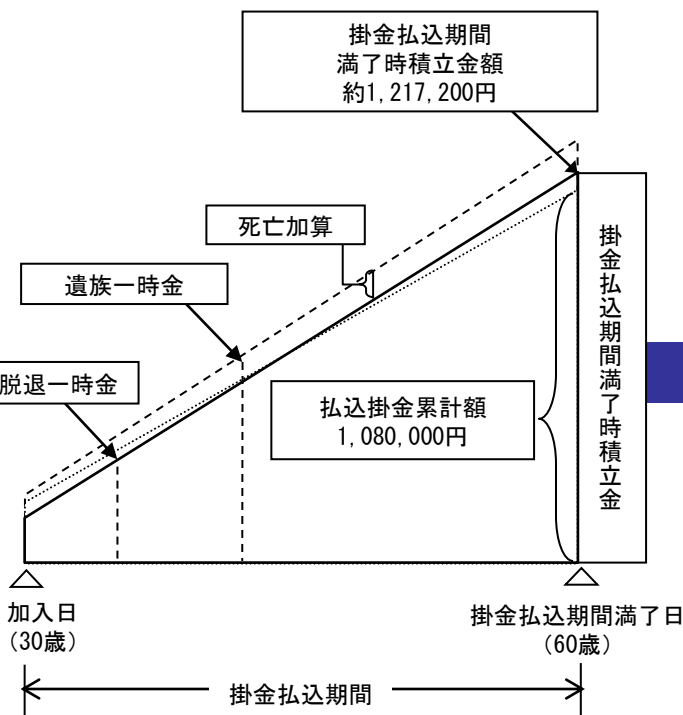 掛金払込期間
満了時積立金額
約1,217,200円
死亡加算
遺族一時金
脱退一時金
払込掛金累計額
1,080,000円
掛金払込期間満了時積立金
加入日
(30歳)
掛金払込期間満了日
(60歳)
掛金払込期間